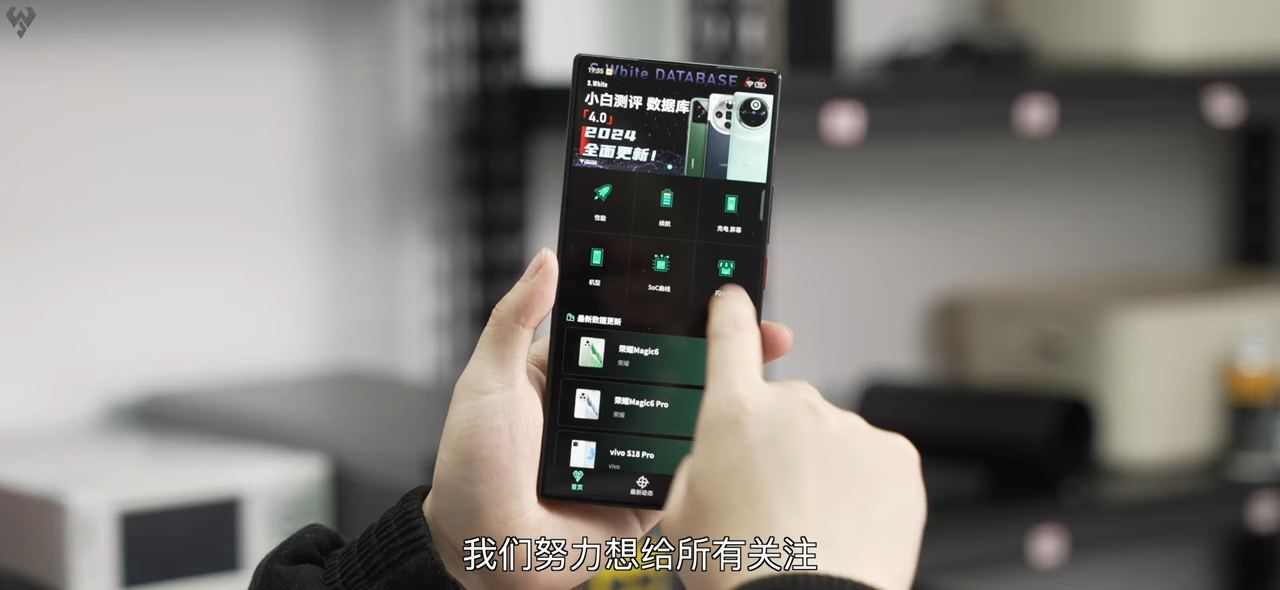 19:35
S.White DATABASE 4.0
S.White
小白测评 数据库
「4.0」
2024
全面更新!
性能
续航
充电 屏幕
机型
SoC曲线
最新数据更新
荣耀Magic6
荣耀
荣耀Magic6 Pro
荣耀
vivo S18 Pro
vivo
首页
最新动态
我们努力想给所有关注